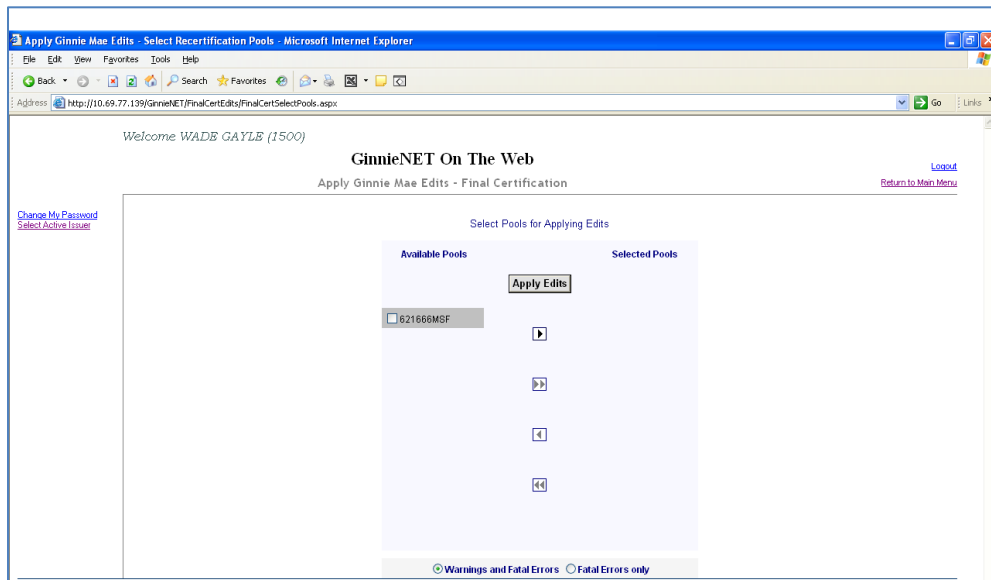 Apply Ginnie Mae Edits - Select Recertification Pools - Microsoft Internet Explorer
File Edit View Favorites Tools Help
Back Search Favorites
Address http://10.69.77.139/GinnieNET/FinalCertEdits/FinalCertSelectPools.aspx Go Links
Welcome WADE GAYLE (1500)
GinnieNET On The Web
Logout
Apply Ginnie Mae Edits - Final Certification
Return to Main Menu
Change My Password
Select Active Issuer
Select Pools for Applying Edits
Available Pools Selected Pools
Apply Edits
621666MSF
Warnings and Fatal Errors Fatal Errors only